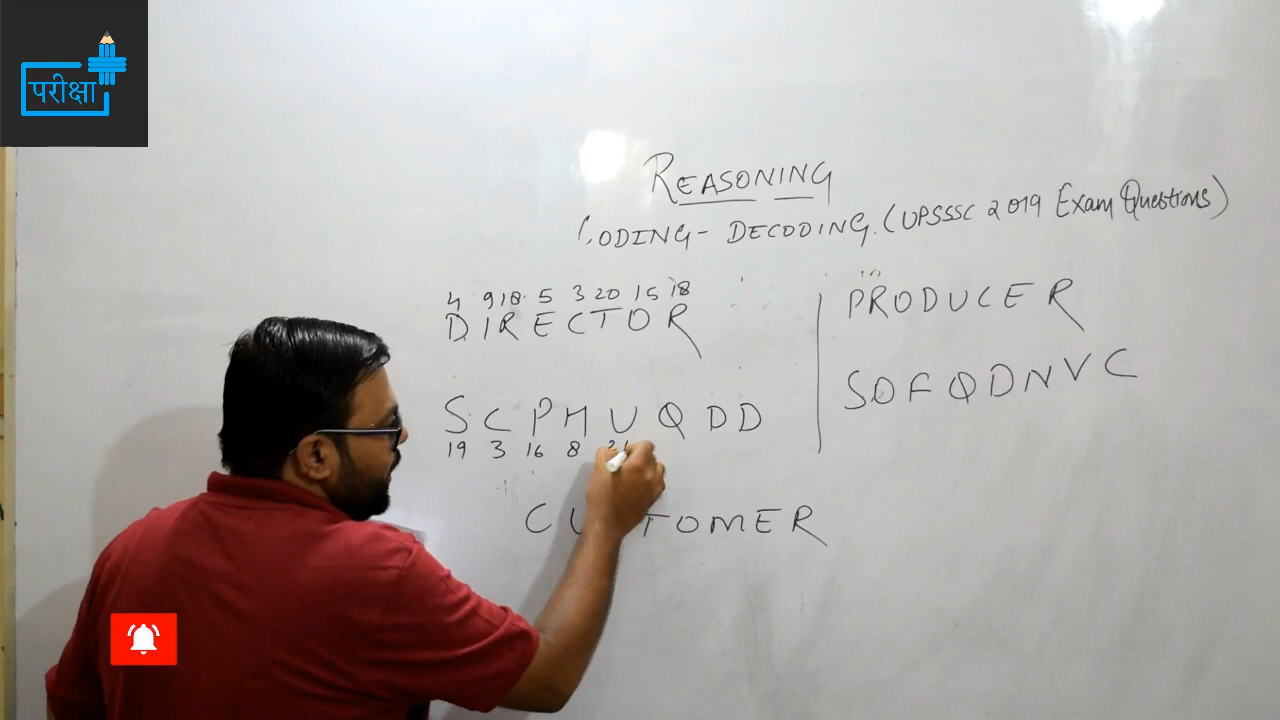 परीक्षा
REASONING
CODING- DECODING. (UPSSSC 2019 Exam Questions)
4 9 18 5 3 20 15 18
DIRECTOR
PRODUCER
SCPMUQDD
SOFQDNVC
19 3 16 8
TOMER